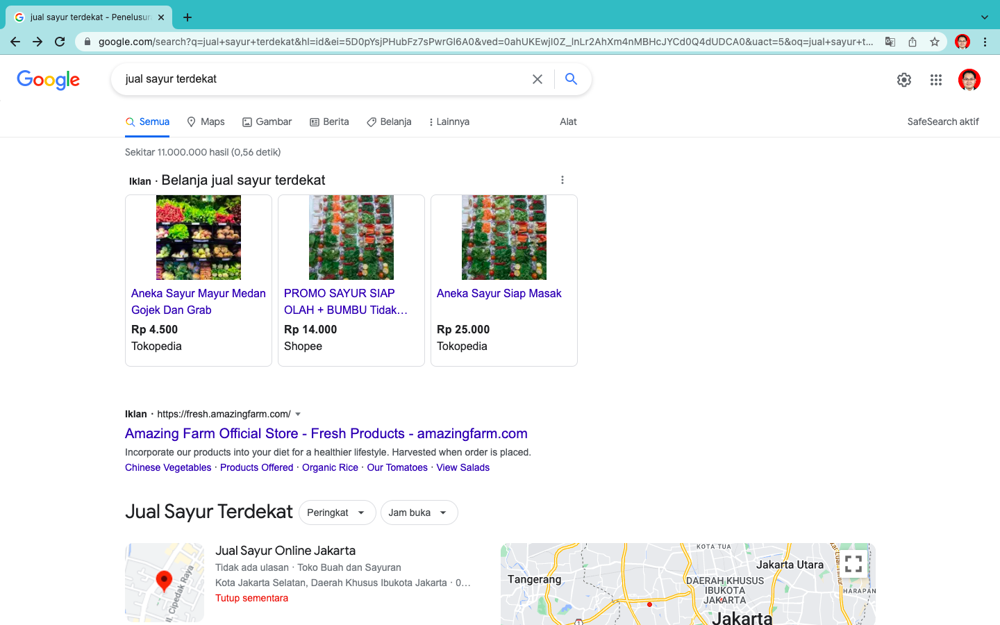 jual sayur terdekat - Penelusur
google.com/search?q=jual+sayur+terdekat&hl=id&ei=5D0pYsjPHubFz7sPwrGl6A0&ved=0ahUKEwjI0Z_lnLr2AhXm4nMBHcJYCd0Q4dUDCA0&uact=5&oq=jual+sayur+t...
Google
jual sayur terdekat
Semua
Maps
Gambar
Berita
Belanja
Lainnya
Alat
SafeSearch aktif
Sekitar 11.000.000 hasil (0,56 detik)
Iklan · Belanja jual sayur terdekat
Aneka Sayur Mayur Medan
Gojek Dan Grab
Rp 4.500
Tokopedia
PROMO SAYUR SIAP
OLAH + BUMBU Tidak...
Rp 14.000
Shopee
Aneka Sayur Siap Masak
Rp 25.000
Tokopedia
Iklan · https://fresh.amazingfarm.com/
Amazing Farm Official Store - Fresh Products - amazingfarm.com
Incorporate our products into your diet for a healthier lifestyle. Harvested when order is placed.
Chinese Vegetables · Products Offered · Organic Rice · Our Tomatoes · View Salads
Jual Sayur Terdekat
Peringkat
Jam buka
Jl. Cipedak Raya
Jual Sayur Online Jakarta
Tidak ada ulasan · Toko Buah dan Sayuran
Kota Jakarta Selatan, Daerah Khusus Ibukota Jakarta · 0...
Tutup sementara
KOTA TUA
Jakarta Utara
Tangerang
DAERAH KHUSUS
IBUKOTA
JAKARTA
HARAPAN
Jakarta
1